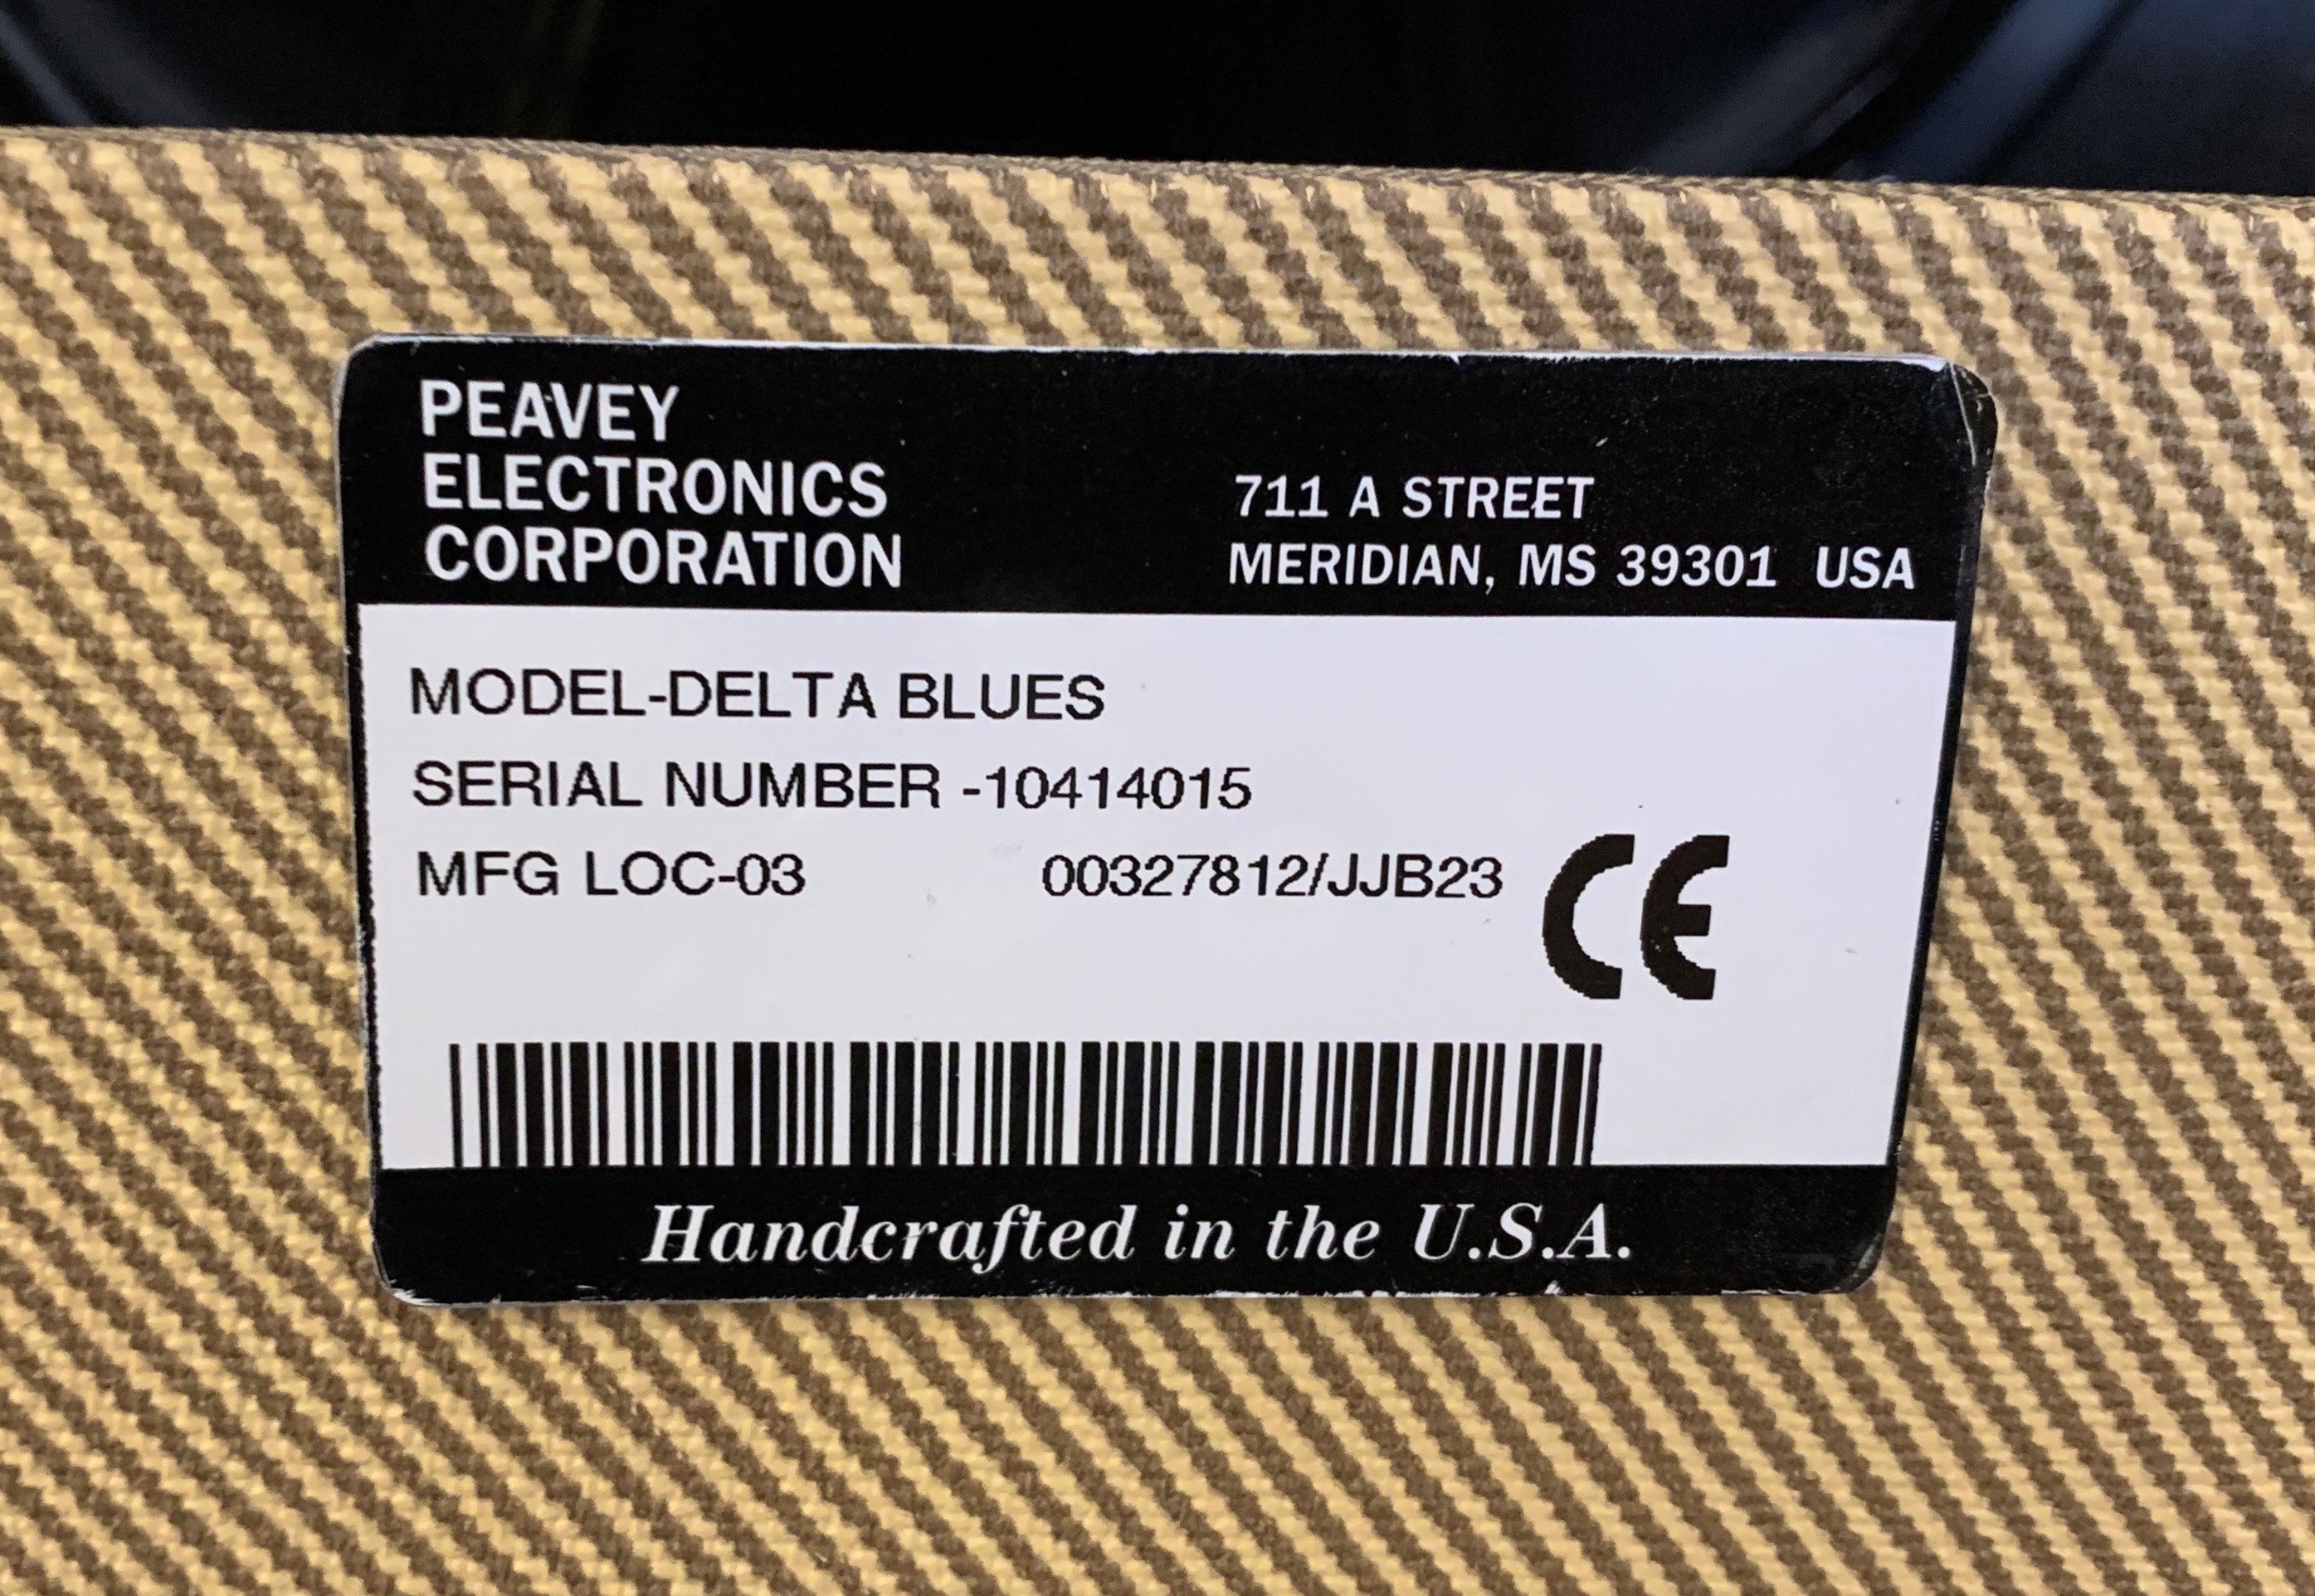 PEAVEY
ELECTRONICS
CORPORATION
711 A STREET
MERIDIAN, MS 39301 USA
MODEL-DELTA BLUES
SERIAL NUMBER -10414015
MFG LOC-03 00327812/JJB23
CE
Handcrafted in the U.S.A.